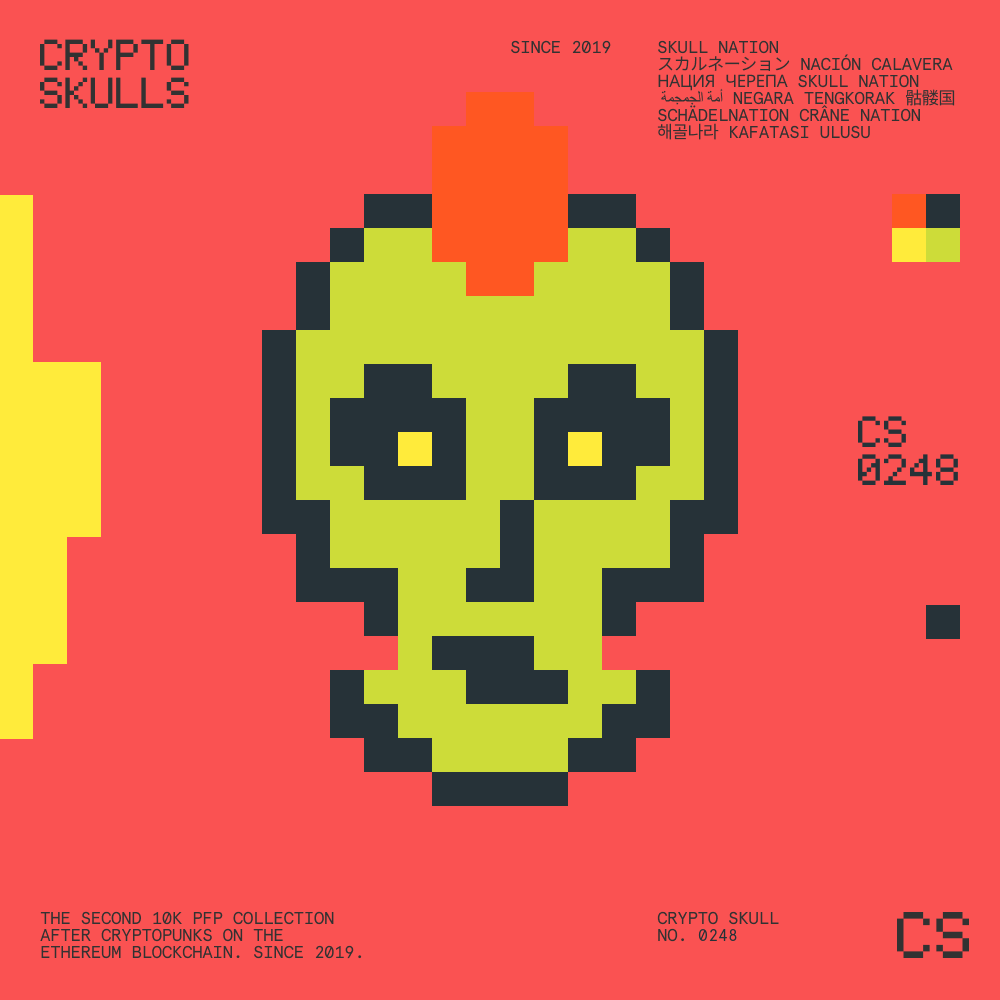 CRYPTO
SKULLS
SINCE 2019
SKULL NATION
スカルネーション NACIÓN CALAVERA
НАЦИЯ ЧЕРЕПА SKULL NATION
أمة الجمجمة NEGARA TENGKORAK 骷髅国
SCHÄDELNATION CRÂNE NATION
해골나라 KAFATASI ULUSU
CS
0248
THE SECOND 10K PFP COLLECTION
AFTER CRYPTOPUNKS ON THE
ETHEREUM BLOCKCHAIN. SINCE 2019.
CRYPTO SKULL
NO. 0248
CS